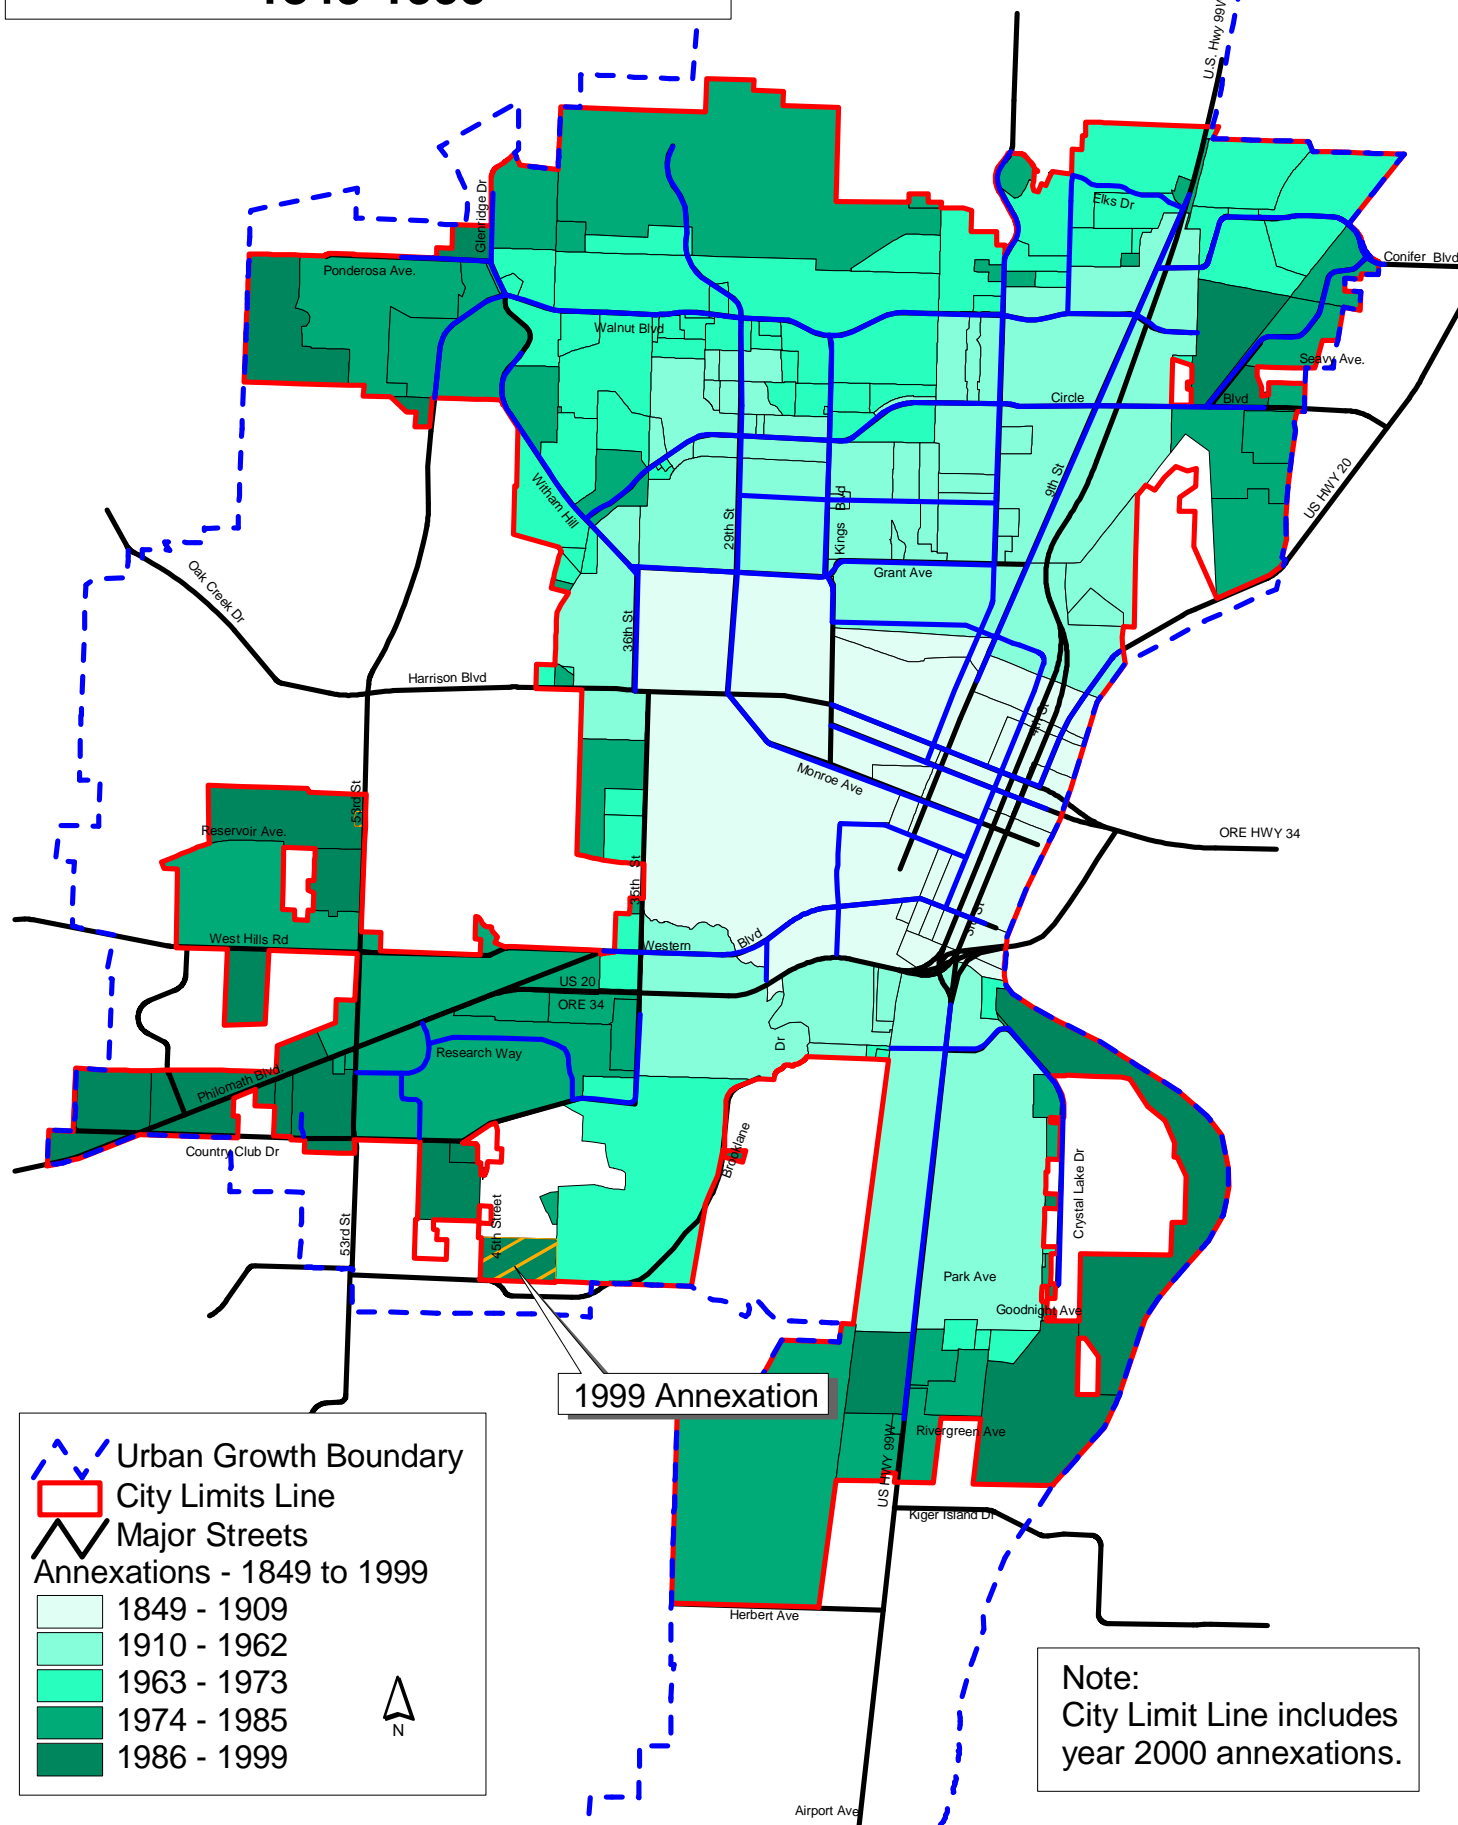 U.S. Hwy 99W
Elks Dr
Glenridge Dr
Conifer Blvd
Ponderosa Ave.
Walnut Blvd
Seavy Ave.
Circle
Blvd
9th St
US HWY 20
Witham Hill
29th St
Kings Blvd
Grant Ave
Oak Creek Dr
36th St
Harrison Blvd
4th St
Monroe Ave
53rd St
Reservoir Ave.
ORE HWY 34
35th St
3rd St
West Hills Rd
Western
Blvd
US 20
ORE 34
Dr
Research Way
Philomath Blvd.
Brooklane
Country Club Dr
Crystal Lake Dr
45th Street
53rd St
Park Ave
Goodnight Ave
1999 Annexation
Rivergreen Ave
US HWY 99W
Kiger Island Dr
Herbert Ave
Airport Ave
Urban Growth Boundary
City Limits Line
Major Streets
Annexations - 1849 to 1999
1849 - 1909
1910 - 1962
1963 - 1973
1974 - 1985
1986 - 1999
N
Note:
City Limit Line includes
year 2000 annexations.